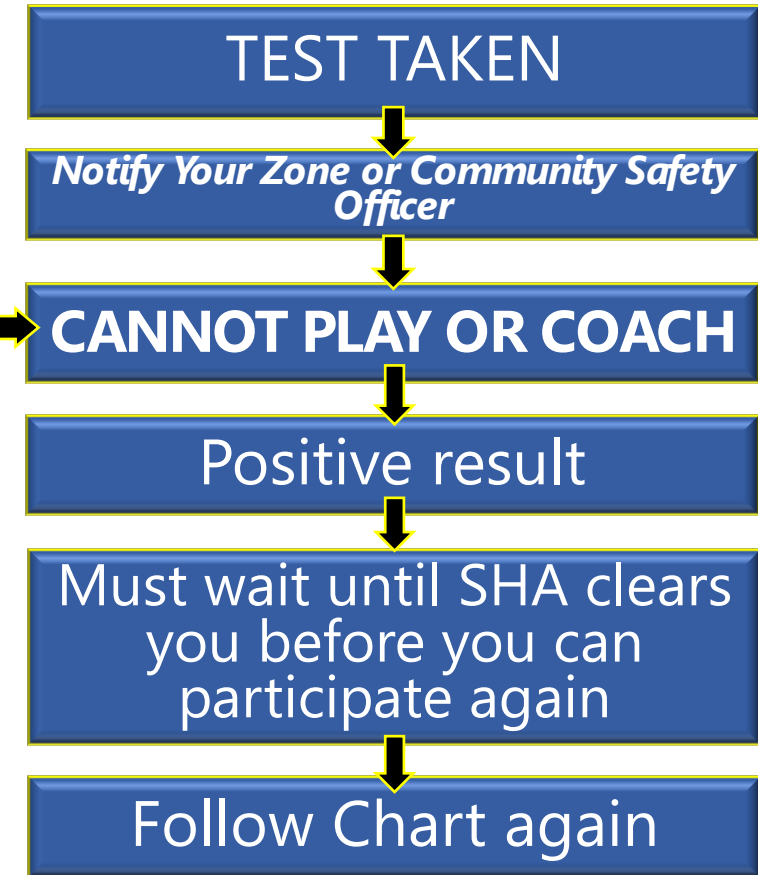 TEST TAKEN
Notify Your Zone or Community Safety
Officer
CANNOT PLAY OR COACH
Positive result
Must wait until SHA clears
you before you can
participate again
Follow Chart again